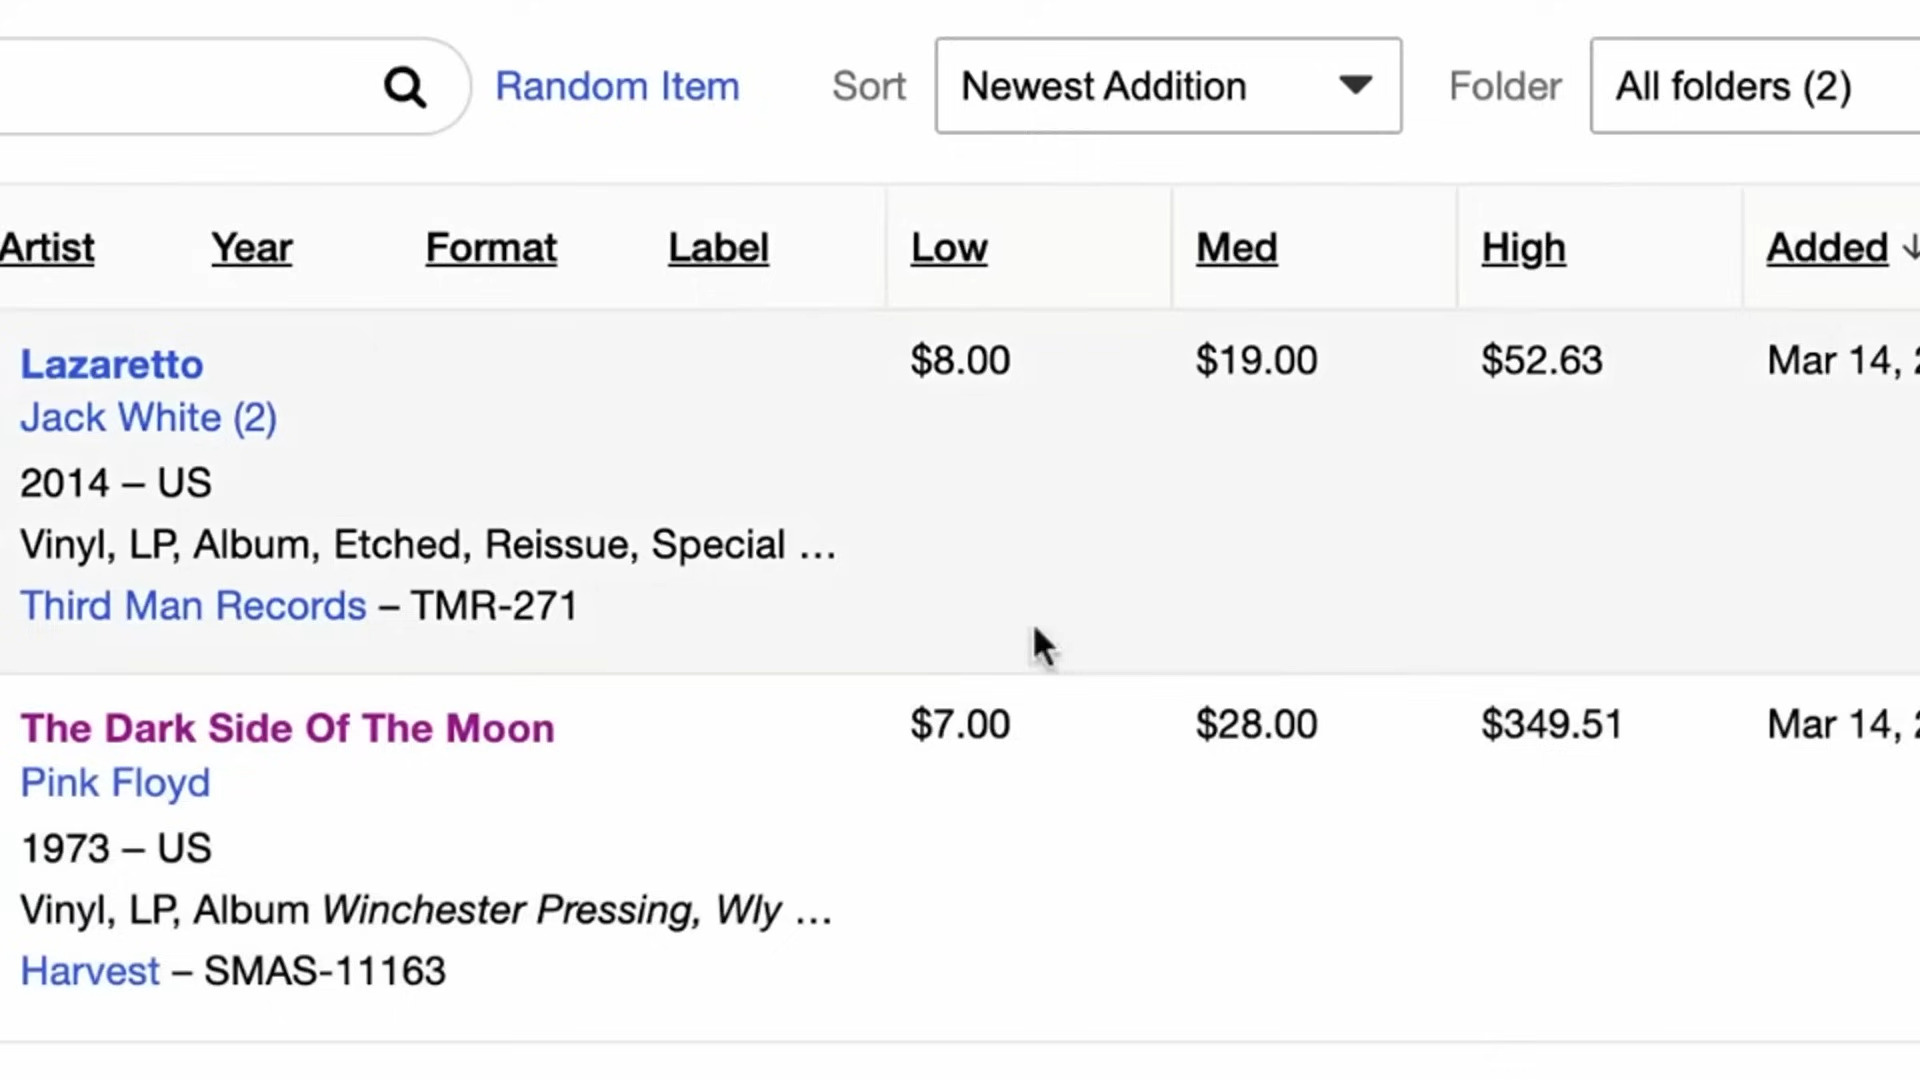 Random Item Sort Newest Addition Folder All folders (2)
Artist Year Format Label Low Med High Added ↓
Lazaretto $8.00 $19.00 $52.63 Mar 14,
Jack White (2)
2014 – US
Vinyl, LP, Album, Etched, Reissue, Special ...
Third Man Records – TMR-271
The Dark Side Of The Moon $7.00 $28.00 $349.51 Mar 14,
Pink Floyd
1973 – US
Vinyl, LP, Album Winchester Pressing, Wly ...
Harvest – SMAS-11163